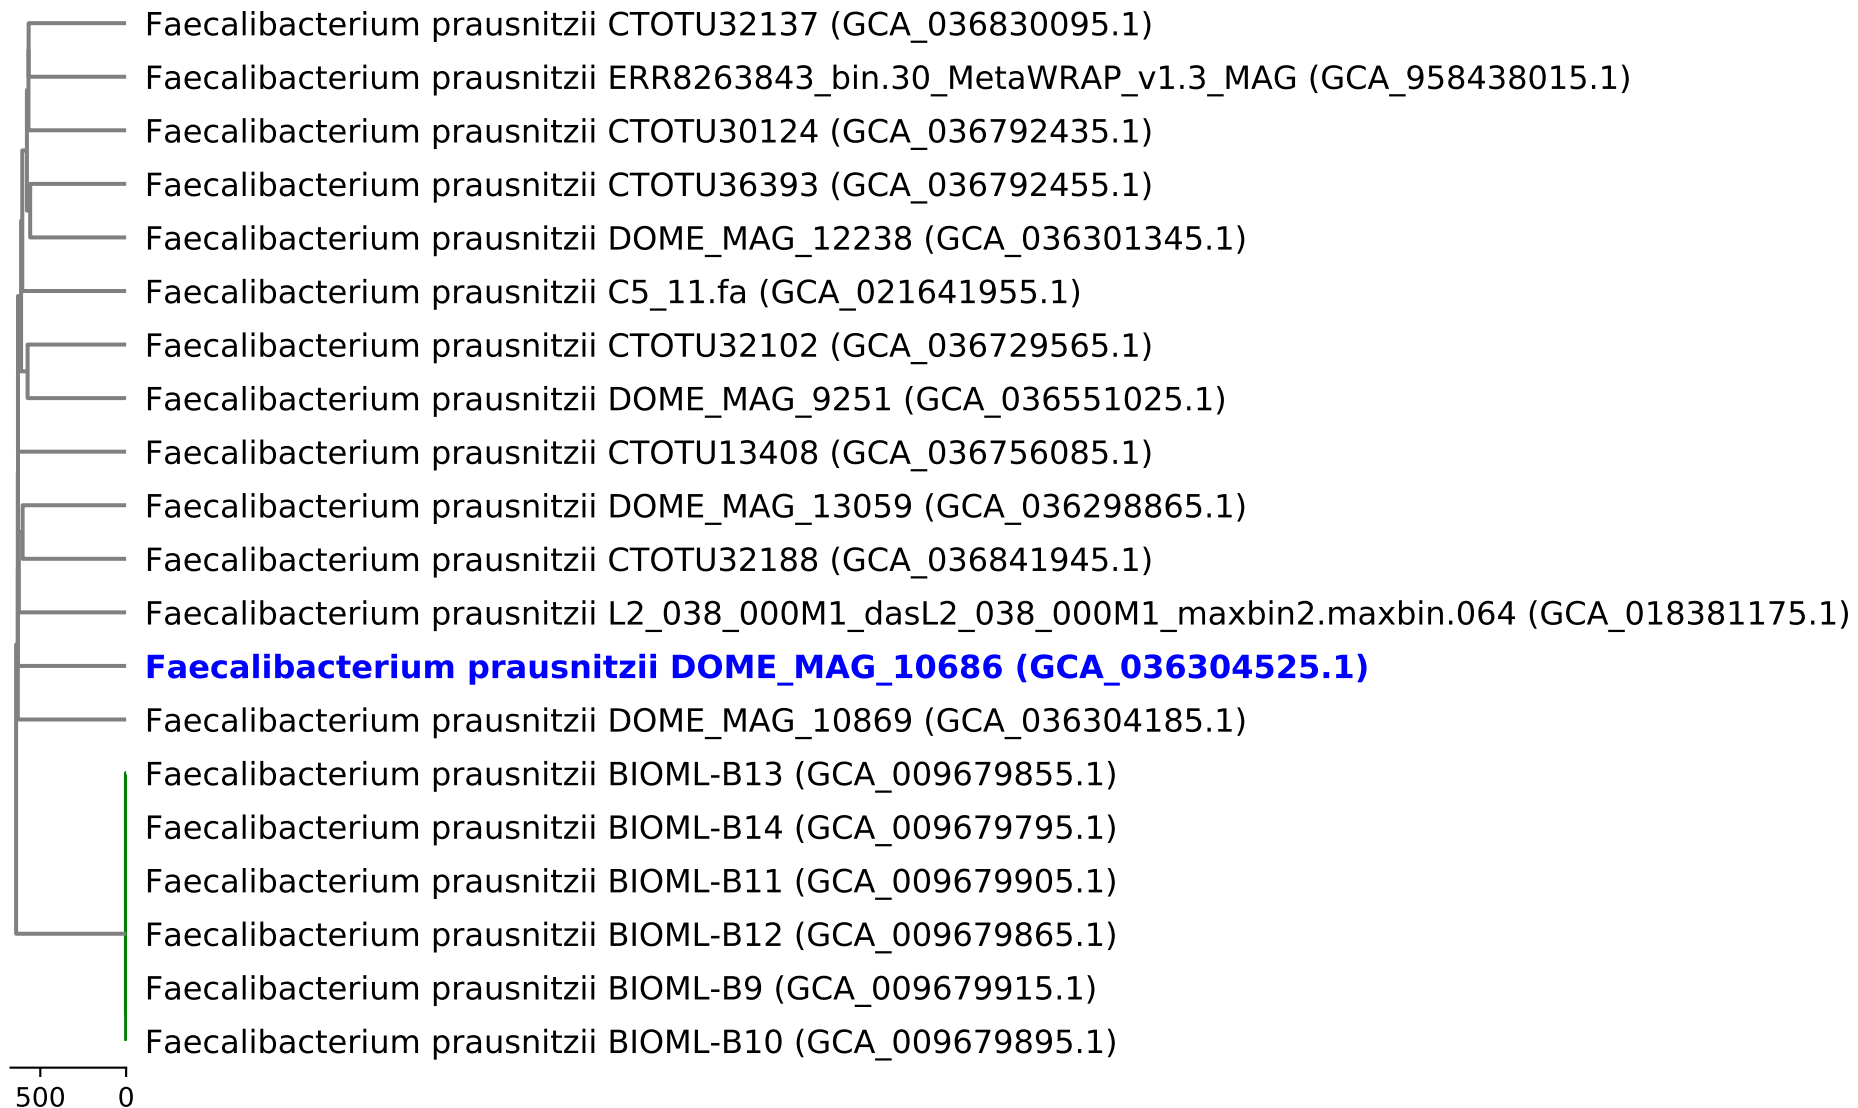 Faecalibacterium prausnitzii CTOTU32137 (GCA_036830095.1)
Faecalibacterium prausnitzii ERR8263843_bin.30_MetaWRAP_v1.3_MAG (GCA_958438015.1)
Faecalibacterium prausnitzii CTOTU30124 (GCA_036792435.1)
Faecalibacterium prausnitzii CTOTU36393 (GCA_036792455.1)
Faecalibacterium prausnitzii DOME_MAG_12238 (GCA_036301345.1)
Faecalibacterium prausnitzii C5_11.fa (GCA_021641955.1)
Faecalibacterium prausnitzii CTOTU32102 (GCA_036729565.1)
Faecalibacterium prausnitzii DOME_MAG_9251 (GCA_036551025.1)
Faecalibacterium prausnitzii CTOTU13408 (GCA_036756085.1)
Faecalibacterium prausnitzii DOME_MAG_13059 (GCA_036298865.1)
Faecalibacterium prausnitzii CTOTU32188 (GCA_036841945.1)
Faecalibacterium prausnitzii L2_038_000M1_dasL2_038_000M1_maxbin2.maxbin.064 (GCA_018381175.1)
Faecalibacterium prausnitzii DOME_MAG_10686 (GCA_036304525.1)
Faecalibacterium prausnitzii DOME_MAG_10869 (GCA_036304185.1)
Faecalibacterium prausnitzii BIOML-B13 (GCA_009679855.1)
Faecalibacterium prausnitzii BIOML-B14 (GCA_009679795.1)
Faecalibacterium prausnitzii BIOML-B11 (GCA_009679905.1)
Faecalibacterium prausnitzii BIOML-B12 (GCA_009679865.1)
Faecalibacterium prausnitzii BIOML-B9 (GCA_009679915.1)
Faecalibacterium prausnitzii BIOML-B10 (GCA_009679895.1)
500 0